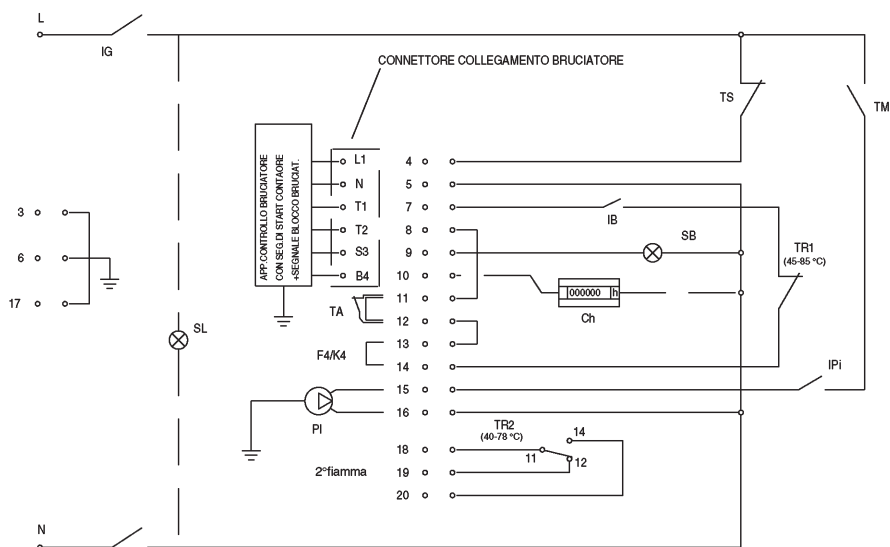 L
IG
CONNETTORE COLLEGAMENTO BRUCIATORE
TS
TM
APP.CONTROLLO BRUCIATORE
CON SEG.DI START CONTAORE
+SEGNALE BLOCCO BRUCIAT.
L1
N
T1
T2
S3
B4
4
5
7
8
9
10
11
12
13
14
15
16
18
19
20
3
6
17
IB
SB
TR1
(45-85 °C)
000000 h
Ch
TA
F4/K4
SL
IPi
PI
TR2
(40-78 °C)
14
11
12
2°fiamma
N